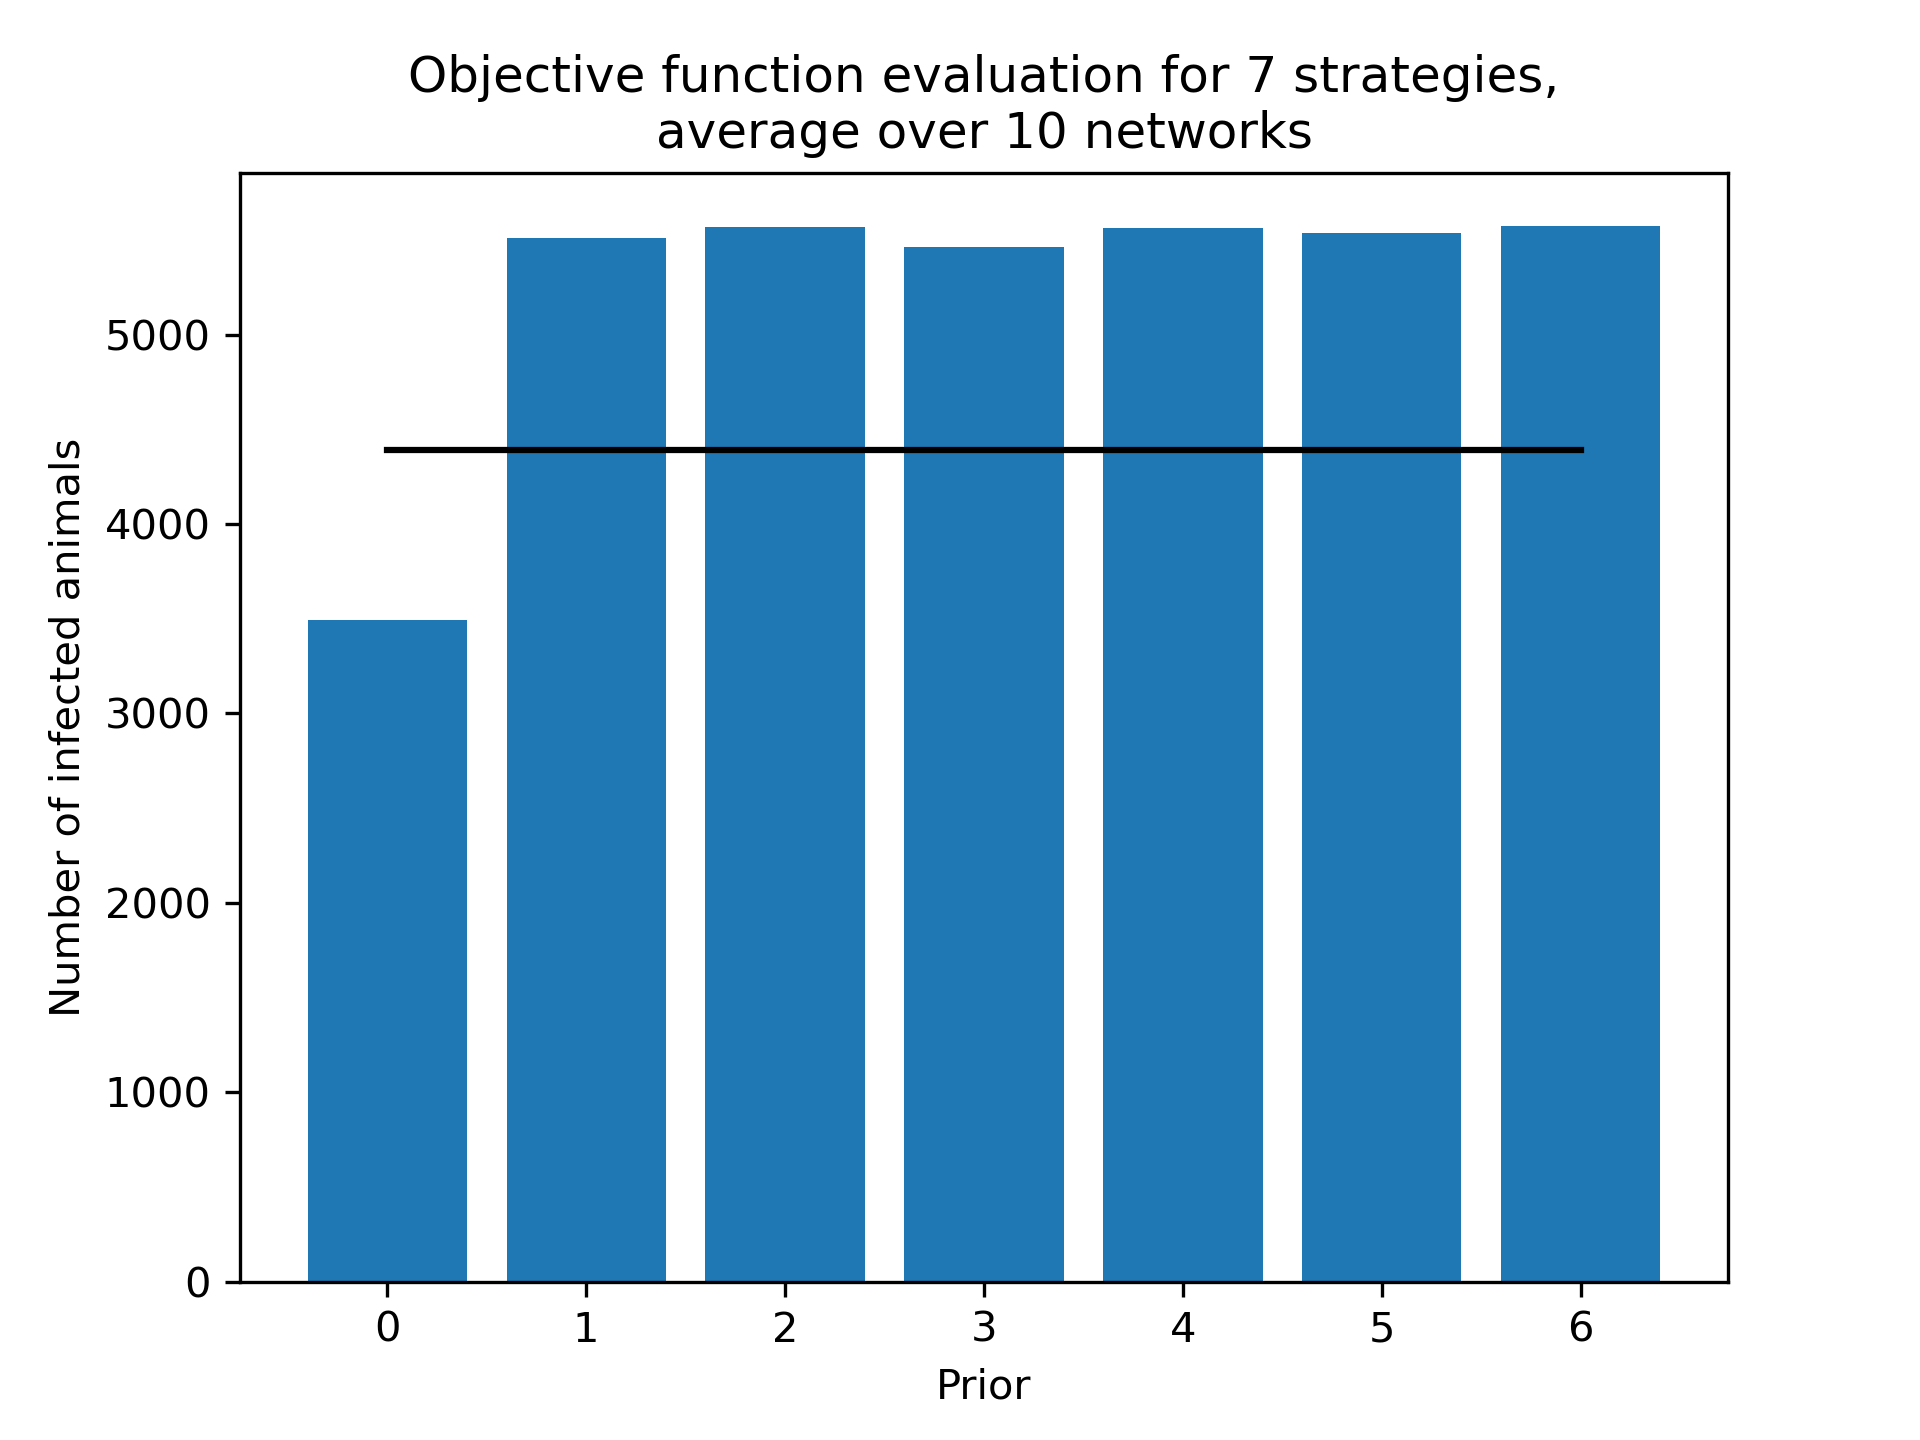 Objective function evaluation for 7 strategies,
average over 10 networks
Number of infected animals
5000
4000
3000
2000
1000
0
0 1 2 3 4 5 6
Prior